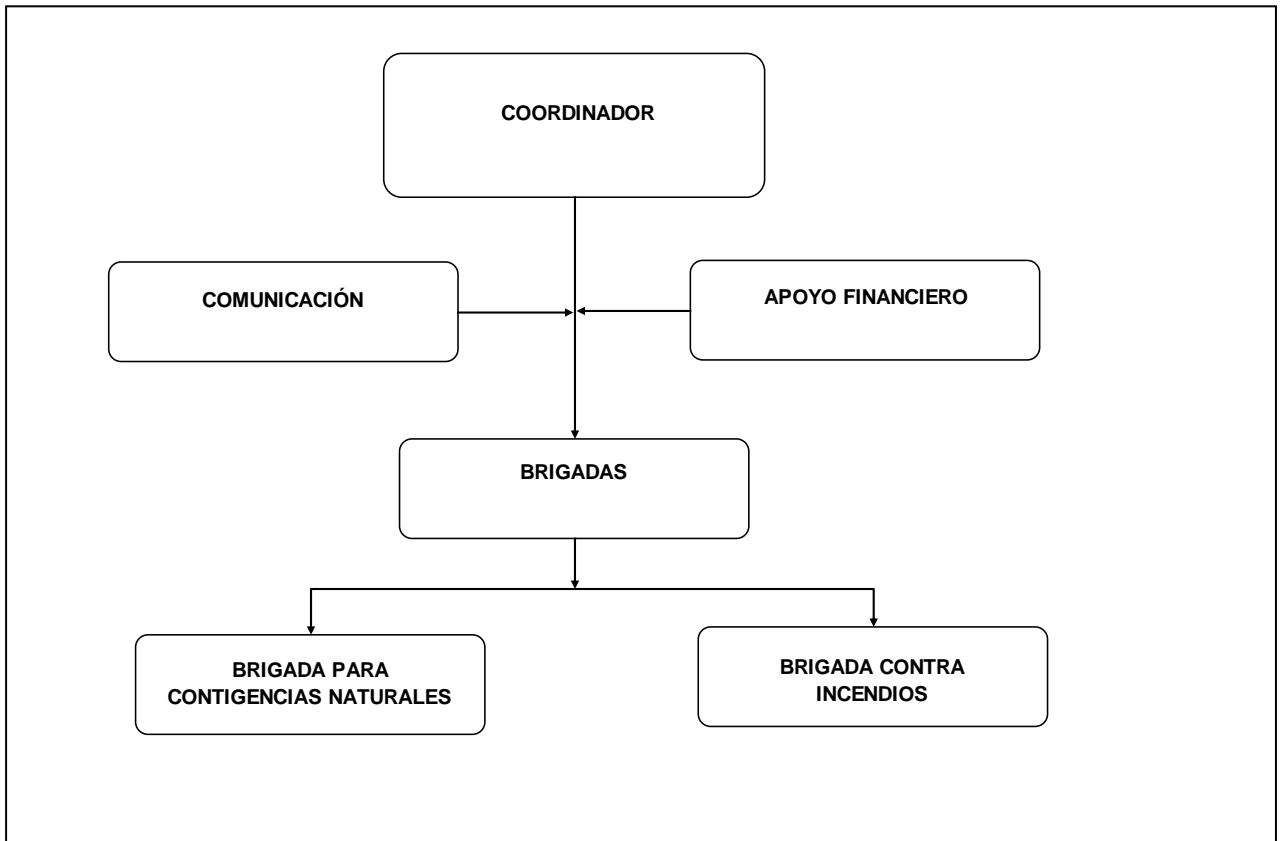 COORDINADOR
COMUNICACIÓN
APOYO FINANCIERO
BRIGADAS
BRIGADA PARA
CONTIGENCIAS NATURALES
BRIGADA CONTRA
INCENDIOS